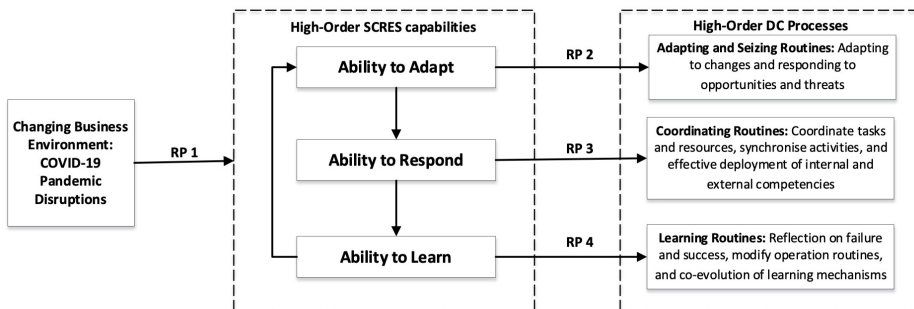 High-Order SCRES capabilities
High-Order DC Processes
Changing Business
Environment:
COVID-19
Pandemic
Disruptions
RP 1
Ability to Adapt
RP 2
Adapting and Seizing Routines: Adapting
to changes and responding to
opportunities and threats
Ability to Respond
RP 3
Coordinating Routines: Coordinate tasks
and resources, synchronise activities, and
effective deployment of internal and
external competencies
Ability to Learn
RP 4
Learning Routines: Reflection on failure
and success, modify operation routines,
and co-evolution of learning mechanisms